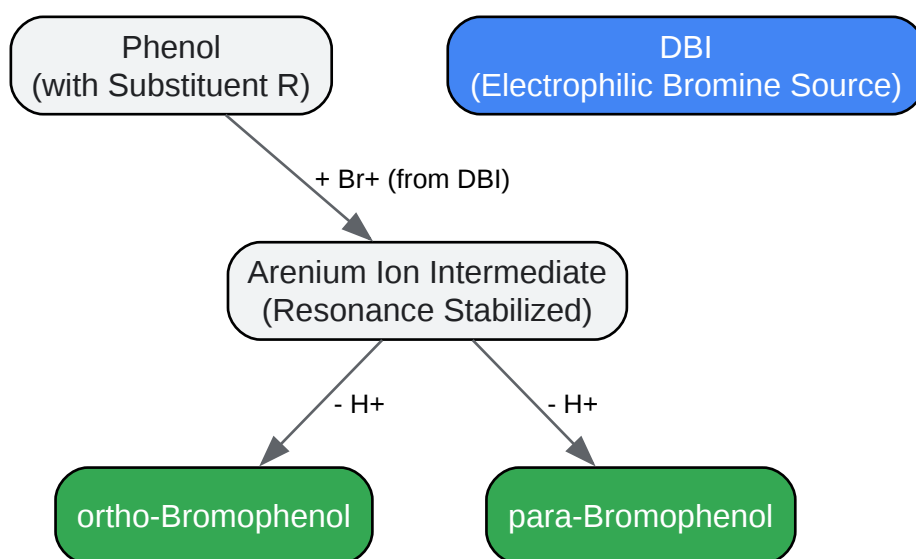 Phenol
(with Substituent R)
DBI
(Electrophilic Bromine Source)
+ Br+ (from DBI)
Arenium Ion Intermediate
(Resonance Stabilized)
- H+
- H+
ortho-Bromophenol
para-Bromophenol